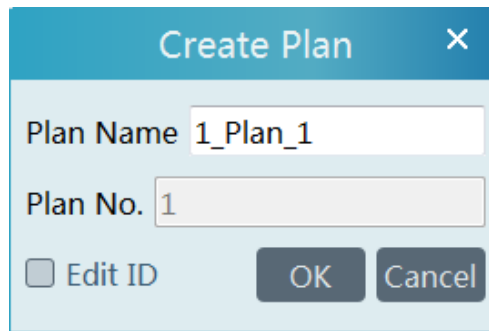 Create Plan
Plan Name 1_Plan_1
Plan No. 1
Edit ID OK Cancel